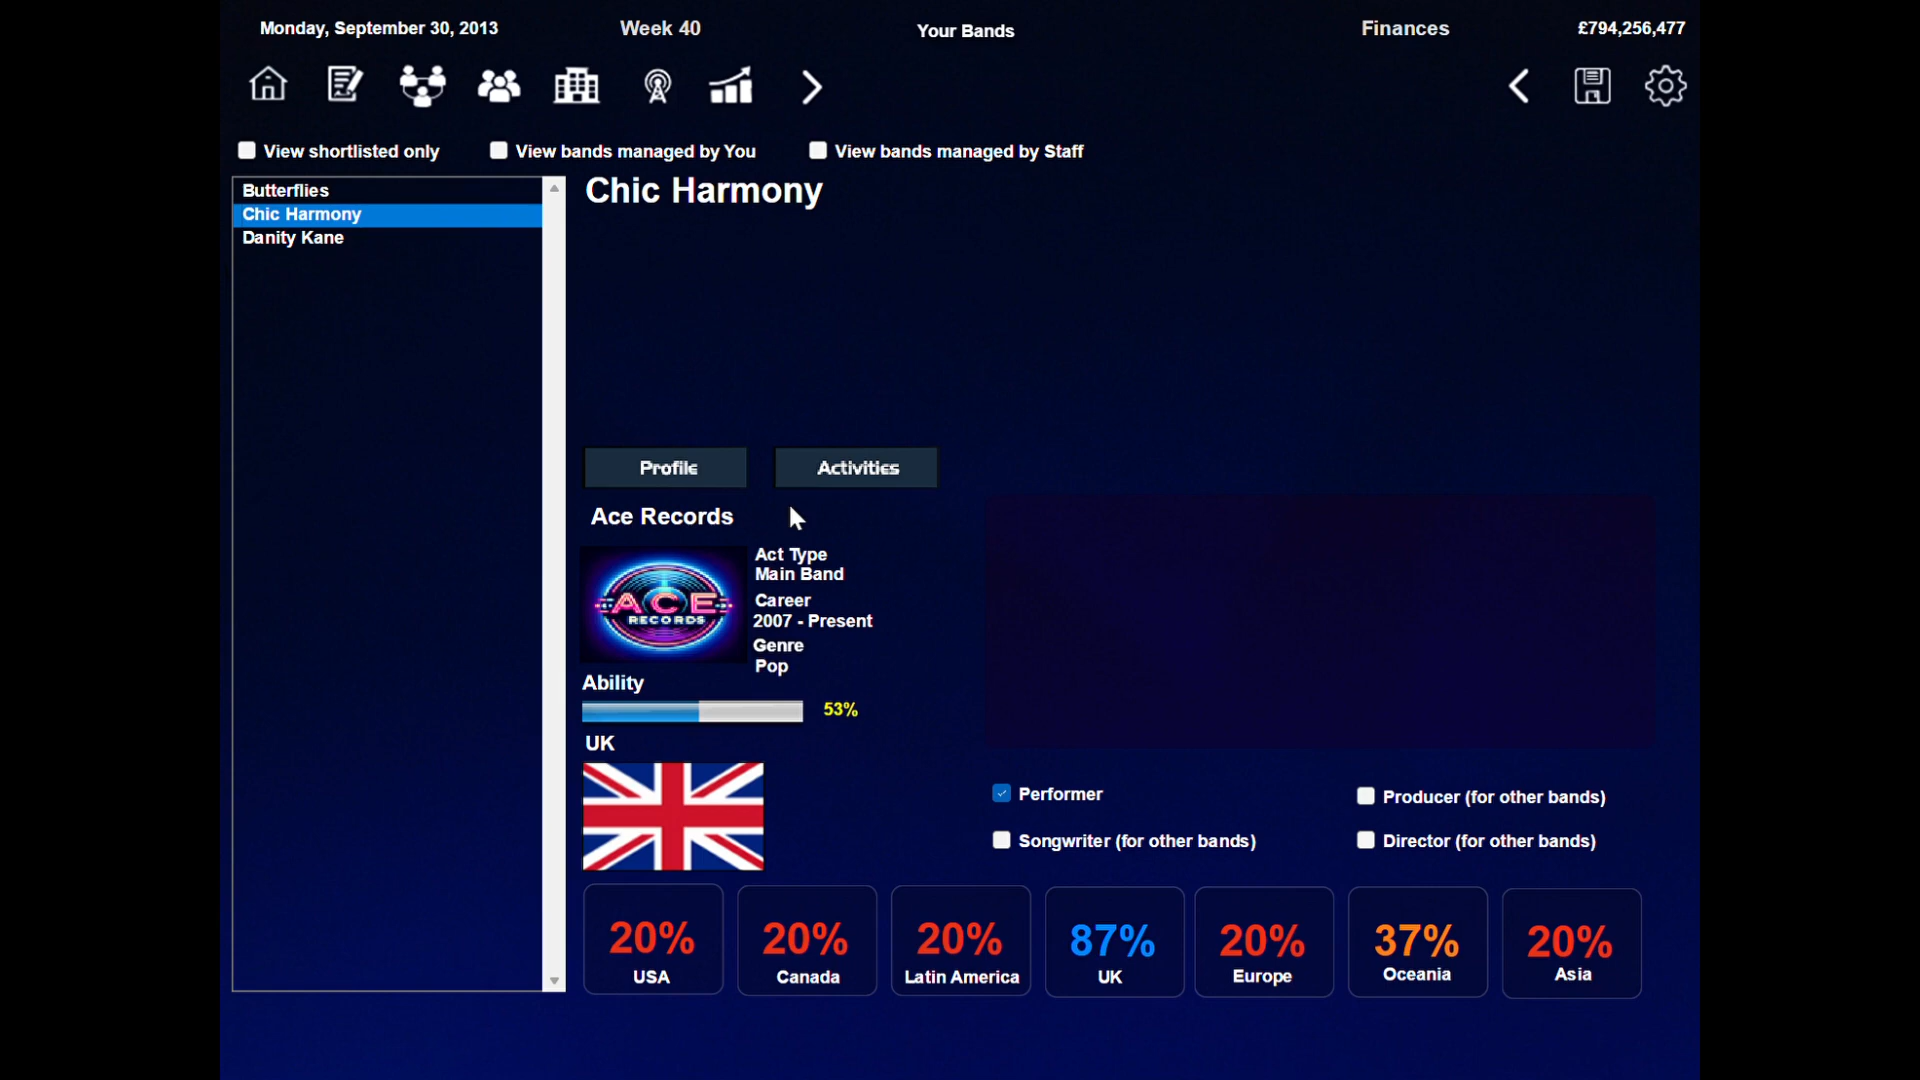 Monday, September 30, 2013
Week 40
Your Bands
Finances
£794,256,477
View shortlisted only
View bands managed by You
View bands managed by Staff
Butterflies
Chic Harmony
Danity Kane
Chic Harmony
Profile
Activities
Ace Records
ACE
RECORDS
Act Type
Main Band
Career
2007 - Present
Genre
Pop
Ability
53%
UK
Performer
Producer (for other bands)
Songwriter (for other bands)
Director (for other bands)
20%
USA
20%
Canada
20%
Latin America
87%
UK
20%
Europe
37%
Oceania
20%
Asia